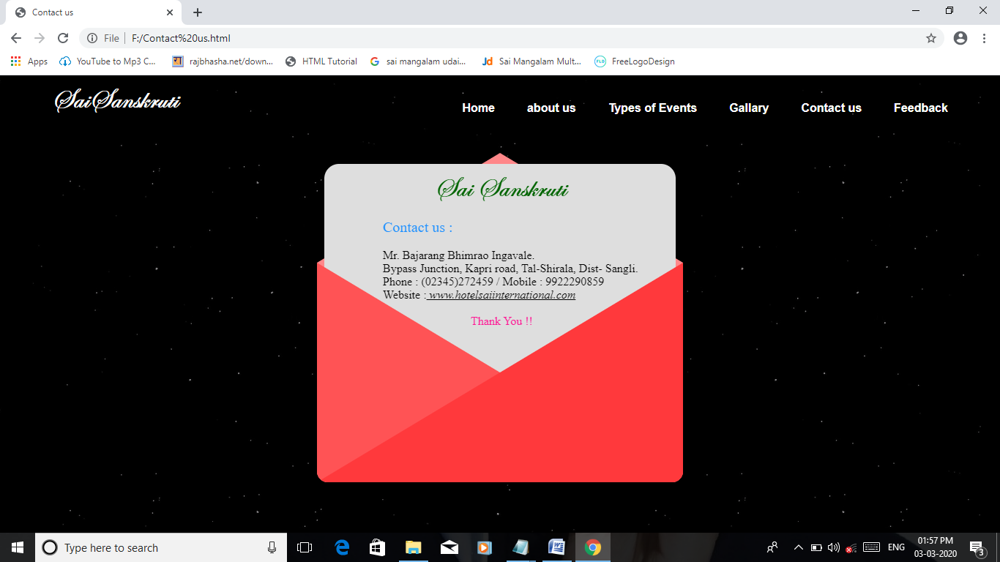 Contact us
File F:/Contact%20us.html
Apps YouTube to Mp3 C... rajbhasha.net/down... HTML Tutorial sai mangalam udai... Jd Sai Mangalam Mult... FLD FreeLogoDesign
SaiSanskruti
Home about us Types of Events Gallary Contact us Feedback
Sai Sanskruti
Contact us :
Mr. Bajarang Bhimrao Ingavale.
Bypass Junction, Kapri road, Tal-Shirala, Dist- Sangli.
Phone : (02345)272459 / Mobile : 9922290859
Website : www.hotelsaiinternational.com
Thank You !!
Type here to search
ENG
01:57 PM
03-03-2020
3